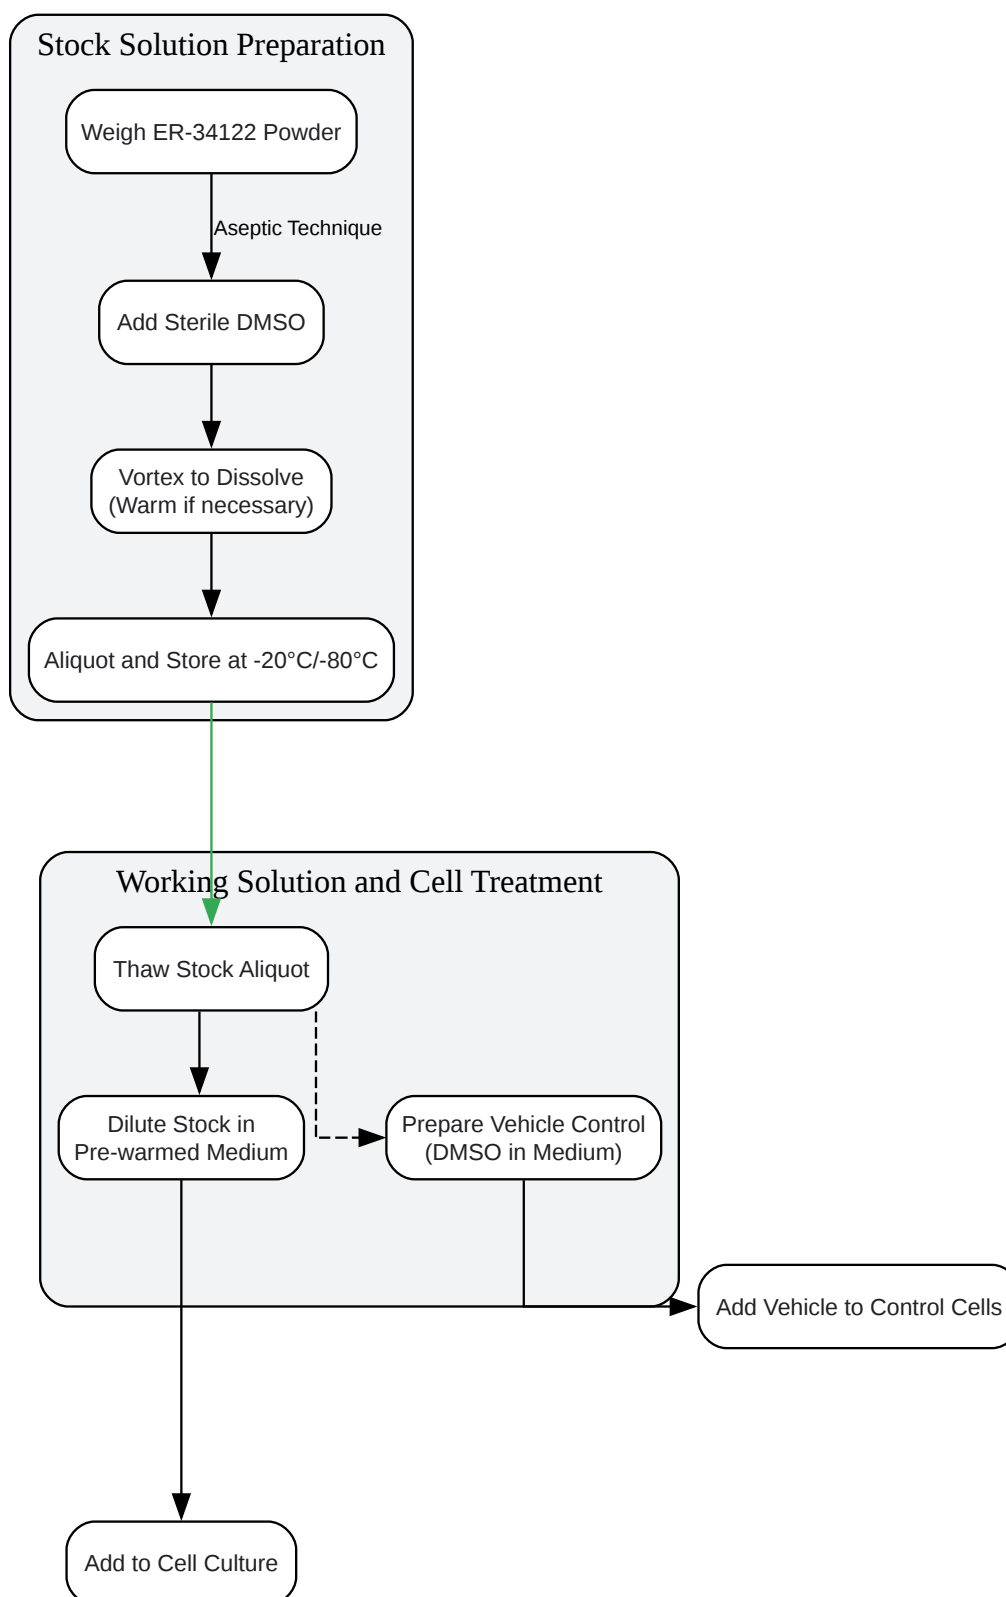 Stock Solution Preparation
Weigh ER-34122 Powder
Aseptic Technique
Add Sterile DMSO
Vortex to Dissolve
(Warm if necessary)
Aliquot and Store at -20°C/-80°C
Working Solution and Cell Treatment
Thaw Stock Aliquot
Dilute Stock in
Pre-warmed Medium
Prepare Vehicle Control
(DMSO in Medium)
Add Vehicle to Control Cells
Add to Cell Culture